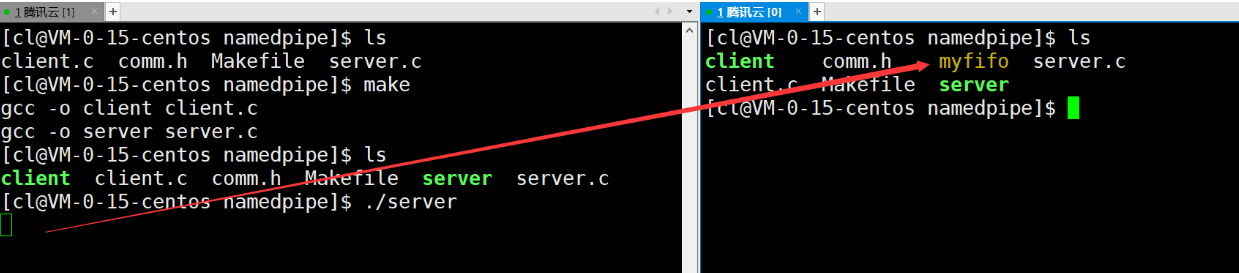 1 腾讯云 [1] × +
[cl@VM-0-15-centos namedpipe]$ ls
client.c comm.h Makefile server.c
[cl@VM-0-15-centos namedpipe]$ make
gcc -o client client.c
gcc -o server server.c
[cl@VM-0-15-centos namedpipe]$ ls
client client.c comm.h Makefile server server.c
[cl@VM-0-15-centos namedpipe]$ ./server
1 腾讯云 [0] × +
[cl@VM-0-15-centos namedpipe]$ ls
client comm.h myfifo server.c
client.c Makefile server
[cl@VM-0-15-centos namedpipe]$